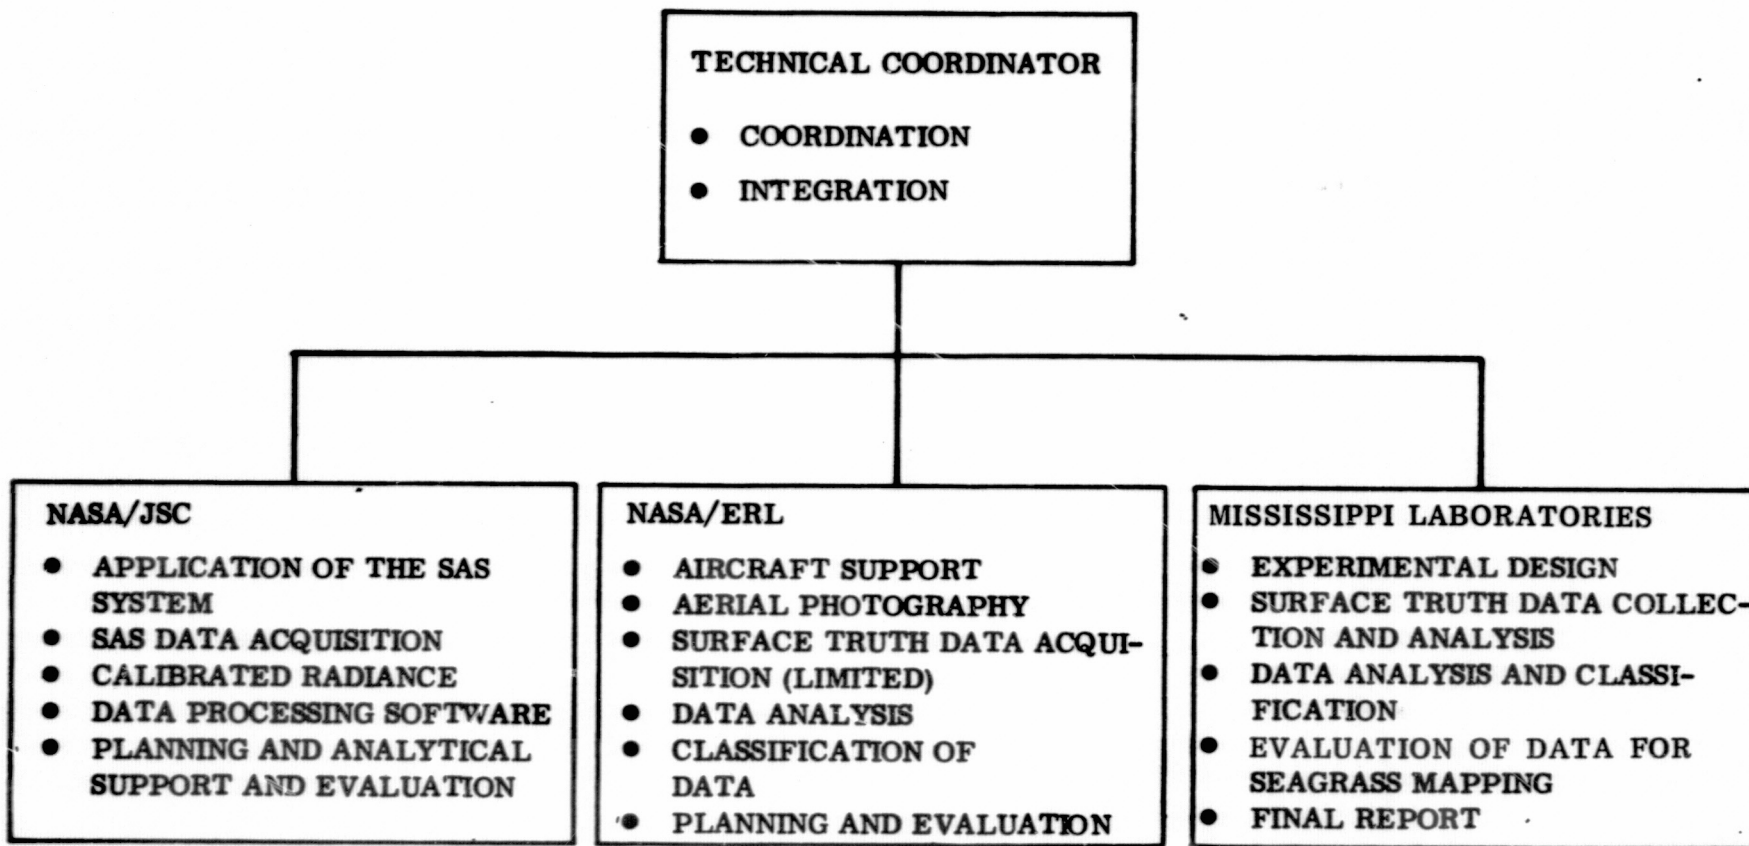 TECHNICAL COORDINATOR
● COORDINATION
● INTEGRATION
NASA/JSC
● APPLICATION OF THE SAS
SYSTEM
● SAS DATA ACQUISITION
● CALIBRATED RADIANCE
● DATA PROCESSING SOFTWARE
● PLANNING AND ANALYTICAL
SUPPORT AND EVALUATION
NASA/ERL
● AIRCRAFT SUPPORT
● AERIAL PHOTOGRAPHY
● SURFACE TRUTH DATA ACQUI-
SITION (LIMITED)
● DATA ANALYSIS
● CLASSIFICATION OF
DATA
● PLANNING AND EVALUATION
MISSISSIPPI LABORATORIES
● EXPERIMENTAL DESIGN
● SURFACE TRUTH DATA COLLEC-
TION AND ANALYSIS
● DATA ANALYSIS AND CLASSI-
FICATION
● EVALUATION OF DATA FOR
SEAGRASS MAPPING
● FINAL REPORT